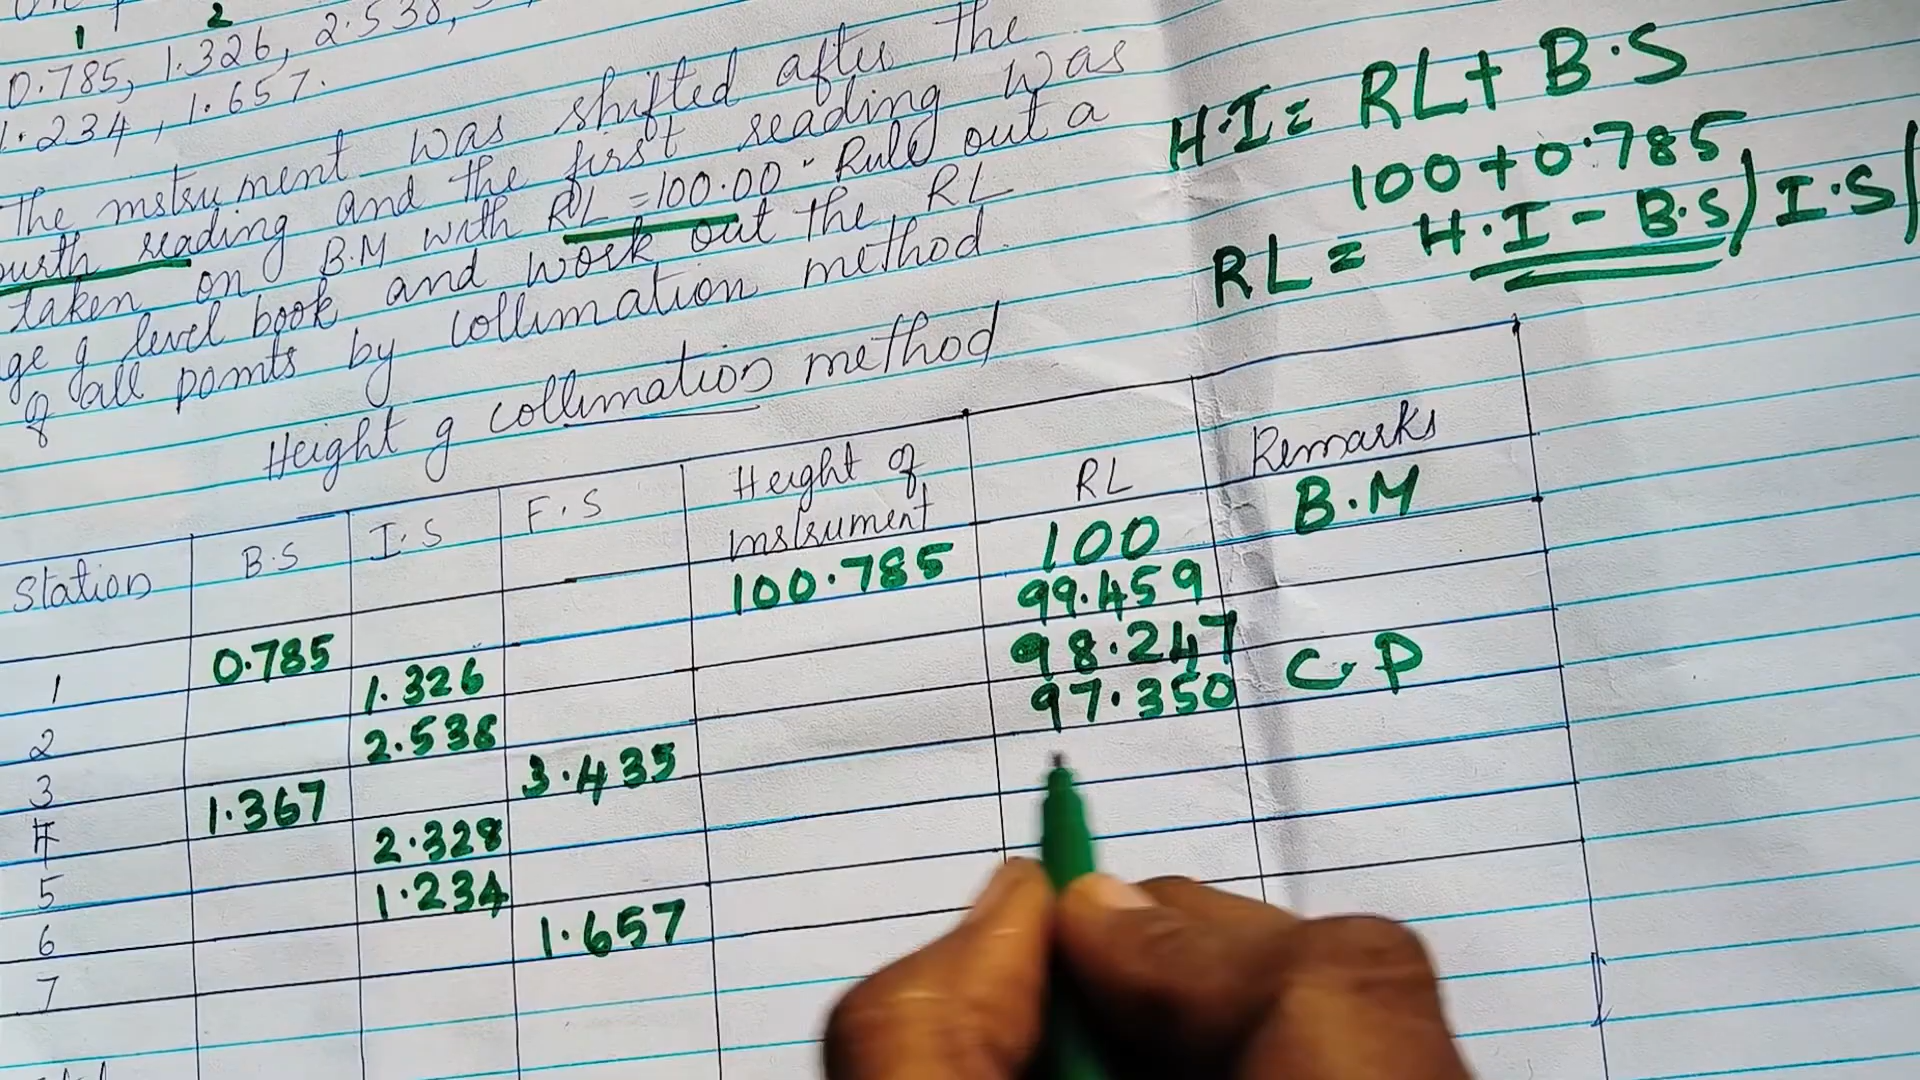 1 2
0.785, 1.326, 2.538,
1.234, 1.657.
The instrument was shifted after the
ourth reading and the first reading was
taken on B.M with RL = 100.00. Rule out a
ge of level book and work out the RL
of all points by collimation method.
H.I = RL + B.S
100 + 0.785
RL = H.I - B.S) I.S
Height of collimation method
Station B.S I.S F.S Height of instrument RL Remarks
1 0.785 100.785 100 B.M
2 1.326 99.459
3 2.538 98.247
4 1.367 3.435 97.350 C.P
5 2.328
6 1.234
7 1.657